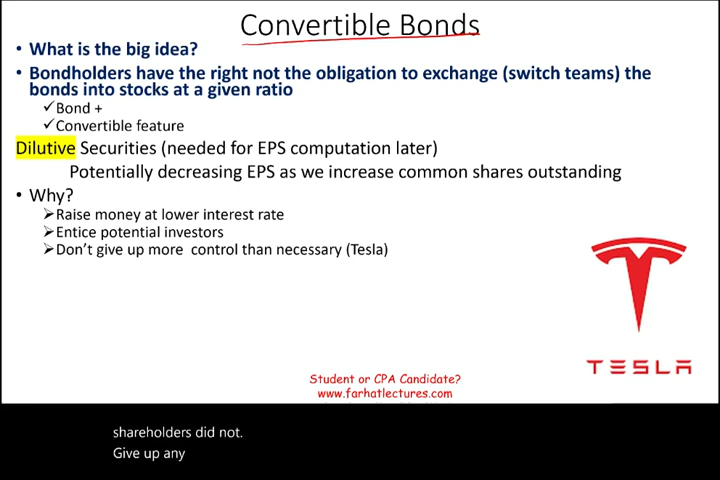 Convertible Bonds
• What is the big idea?
• Bondholders have the right not the obligation to exchange (switch teams) the
bonds into stocks at a given ratio
✓Bond +
✓Convertible feature
Dilutive Securities (needed for EPS computation later)
Potentially decreasing EPS as we increase common shares outstanding
• Why?
➢Raise money at lower interest rate
➢Entice potential investors
➢Don't give up more control than necessary (Tesla)
TESLA
Student or CPA Candidate?
www.farhatlectures.com
shareholders did not.
Give up any